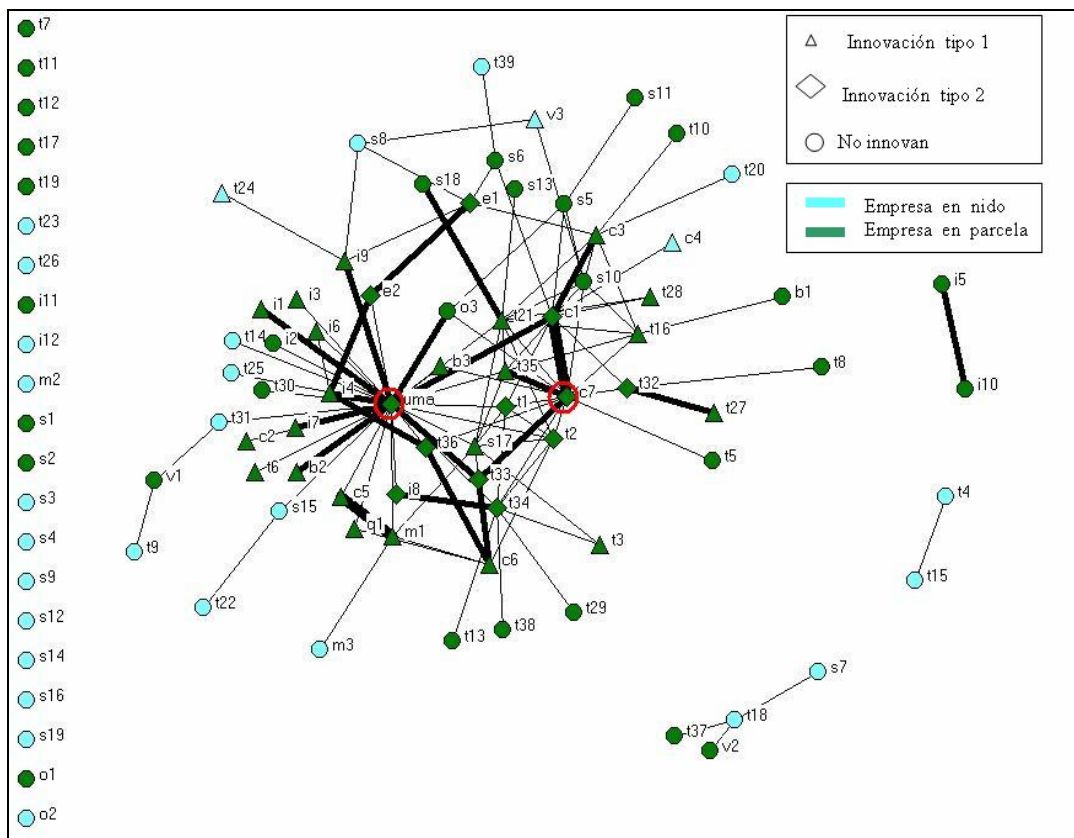 t7
t11
t12
t17
t19
t23
t26
i11
i12
m2
s1
s2
s3
s4
s9
s12
s14
s16
s19
o1
o2
t39
s11
v3
t10
s8
s6
s18
s13
t20
t24
e1
s5
c3
c4
i9
s10
e2
i3
t28
b1
i5
i1
o3
t21
c1
i6
t16
t14
i2
b3
t35
t8
t25
t30
i4
uma
c7
t32
i10
t1
t27
t31
i7
c2
t36
s17
t2
t5
t6
b2
t33
v1
c5
i8
t34
t4
s15
q1
m1
t3
t9
c6
t15
t22
t29
m3
t13
t38
s7
t18
t37
v2
Innovación tipo 1
Innovación tipo 2
No innovan
Empresa en nido
Empresa en parcela